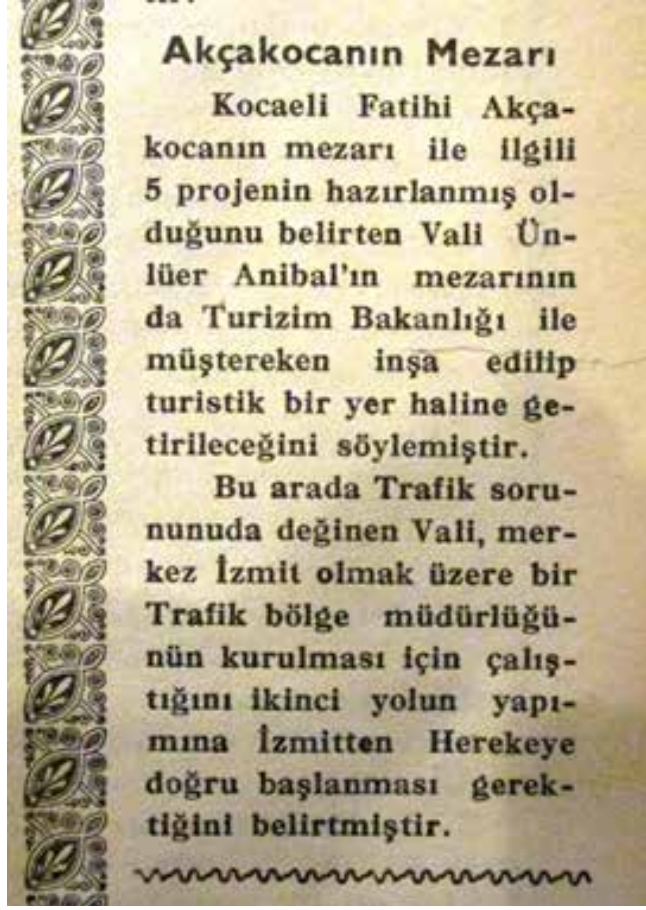 Akçakocanın Mezarı
Kocaeli Fatihi Akça-
kocanın mezarı ile ilgili
5 projenin hazırlanmış ol-
duğunu belirten Vali Ün-
lüer Anibal'ın mezarının
da Turizim Bakanlığı ile
müştereken inşa edilip
turistik bir yer haline ge-
tirileceğini söylemiştir.
Bu arada Trafik soru-
nunuda değinen Vali, mer-
kez İzmit olmak üzere bir
Trafik bölge müdürlüğü-
nün kurulması için çalış-
tığını ikinci yolun yapı-
mına İzmitten Herekeye
doğru başlanması gerek-
tiğini belirtmiştir.